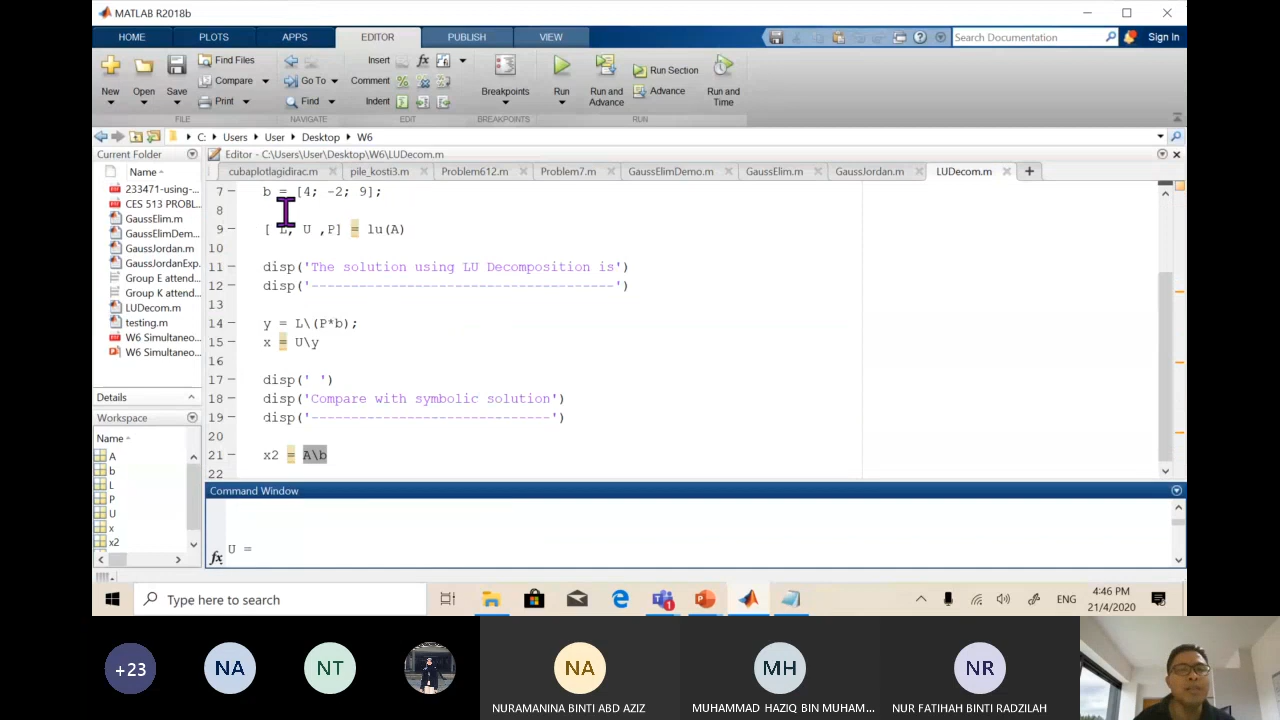 MATLAB R2018b
HOME PLOTS APPS EDITOR PUBLISH VIEW Search Documentation Sign In
New Open Save Find Files Compare Print Insert fx Comment Indent Go To Find Breakpoints Run Run and Advance Run Section Advance Run and Time
FILE NAVIGATE EDIT BREAKPOINTS RUN
C: Users User Desktop W6
Current Folder
Editor - C:\Users\User\Desktop\W6\LUDecom.m
Name
cubaplotlagidirac.m pile_kosti3.m Problem612.m Problem7.m GaussElimDemo.m GaussElim.m GaussJordan.m LUDecom.m
233471-using-...
CES 513 PROBL...
GaussElim.m
GaussElimDem...
GaussJordan.m
GaussJordanExp...
Group E attend...
Group K attend...
LUDecom.m
testing.m
W6 Simultaneo...
W6 Simultaneo...
Details
Workspace
Name
A
b
L
P
U
x
x2
7 – b = [4; -2; 9];
8
9 – [ L, U ,P] = lu(A)
10
11 – disp('The solution using LU Decomposition is')
12 – disp('---------------------------------------')
13
14 – y = L\(P*b);
15 – x = U\y
16
17 – disp(' ')
18 – disp('Compare with symbolic solution')
19 – disp('------------------------------')
20
21 – x2 = A\b
22
Command Window
U =
fx
Type here to search
1
ENG
4:46 PM
21/4/2020
+23 NA NT NA MH NR
NURAMANINA BINTI ABD AZIZ MUHAMMAD HAZIQ BIN MUHAM... NUR FATIHAH BINTI RADZILAH